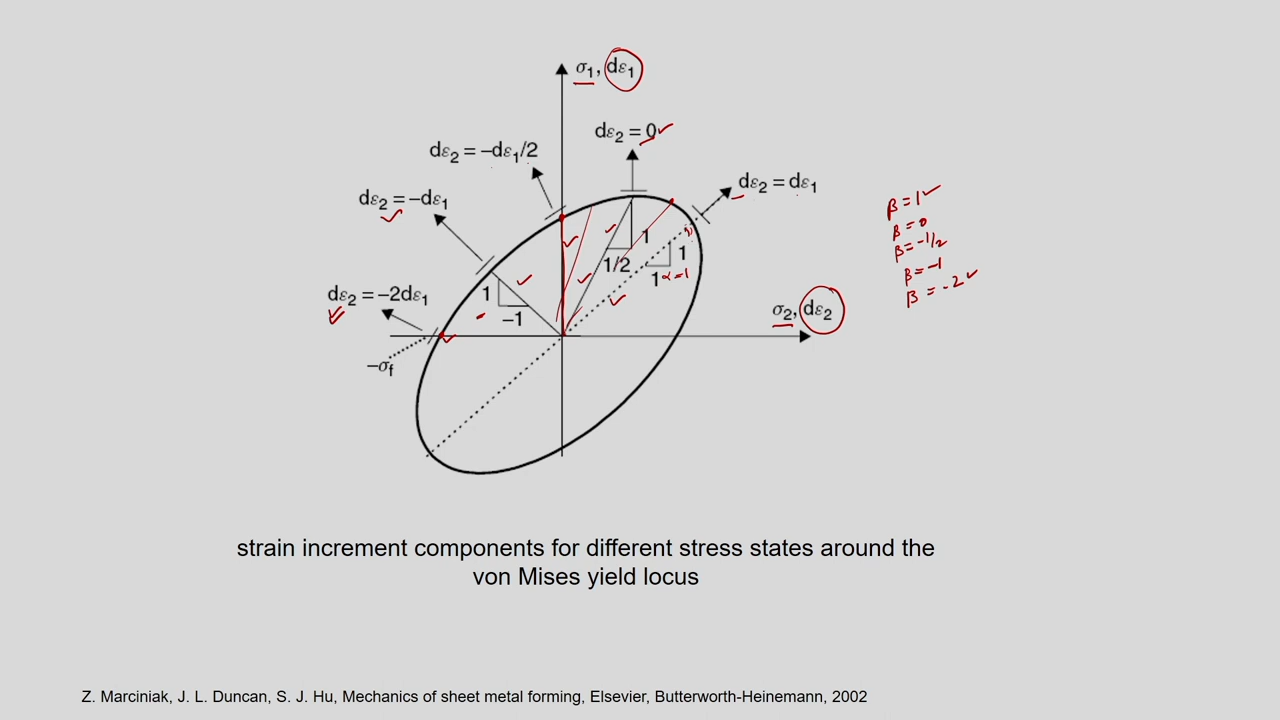 σ1, dε1
dε2 = 0
dε2 = –dε1/2
dε2 = dε1
dε2 = –dε1
β = 1
β = 0
β = -1/2
β = -1
β = -2
1
1
1/2
1 α=1
dε2 = –2dε1
1
–1
σ2, dε2
–σf
strain increment components for different stress states around the
von Mises yield locus
Z. Marciniak, J. L. Duncan, S. J. Hu, Mechanics of sheet metal forming, Elsevier, Butterworth-Heinemann, 2002